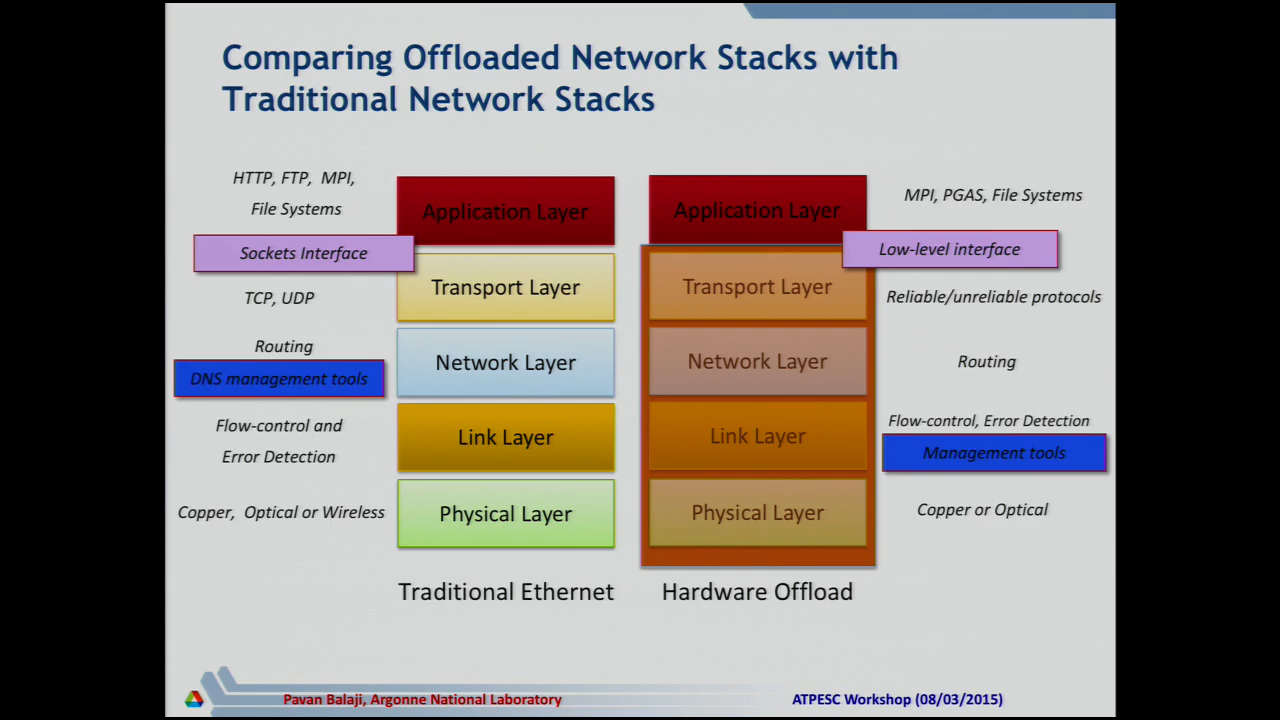 Comparing Offloaded Network Stacks with
Traditional Network Stacks
HTTP, FTP, MPI,
File Systems
Sockets Interface
TCP, UDP
Routing
DNS management tools
Flow-control and
Error Detection
Copper, Optical or Wireless
Application Layer
Transport Layer
Network Layer
Link Layer
Physical Layer
Traditional Ethernet
Application Layer
Transport Layer
Network Layer
Link Layer
Physical Layer
Hardware Offload
MPI, PGAS, File Systems
Low-level interface
Reliable/unreliable protocols
Routing
Flow-control, Error Detection
Management tools
Copper or Optical
Pavan Balaji, Argonne National Laboratory
ATPESC Workshop (08/03/2015)